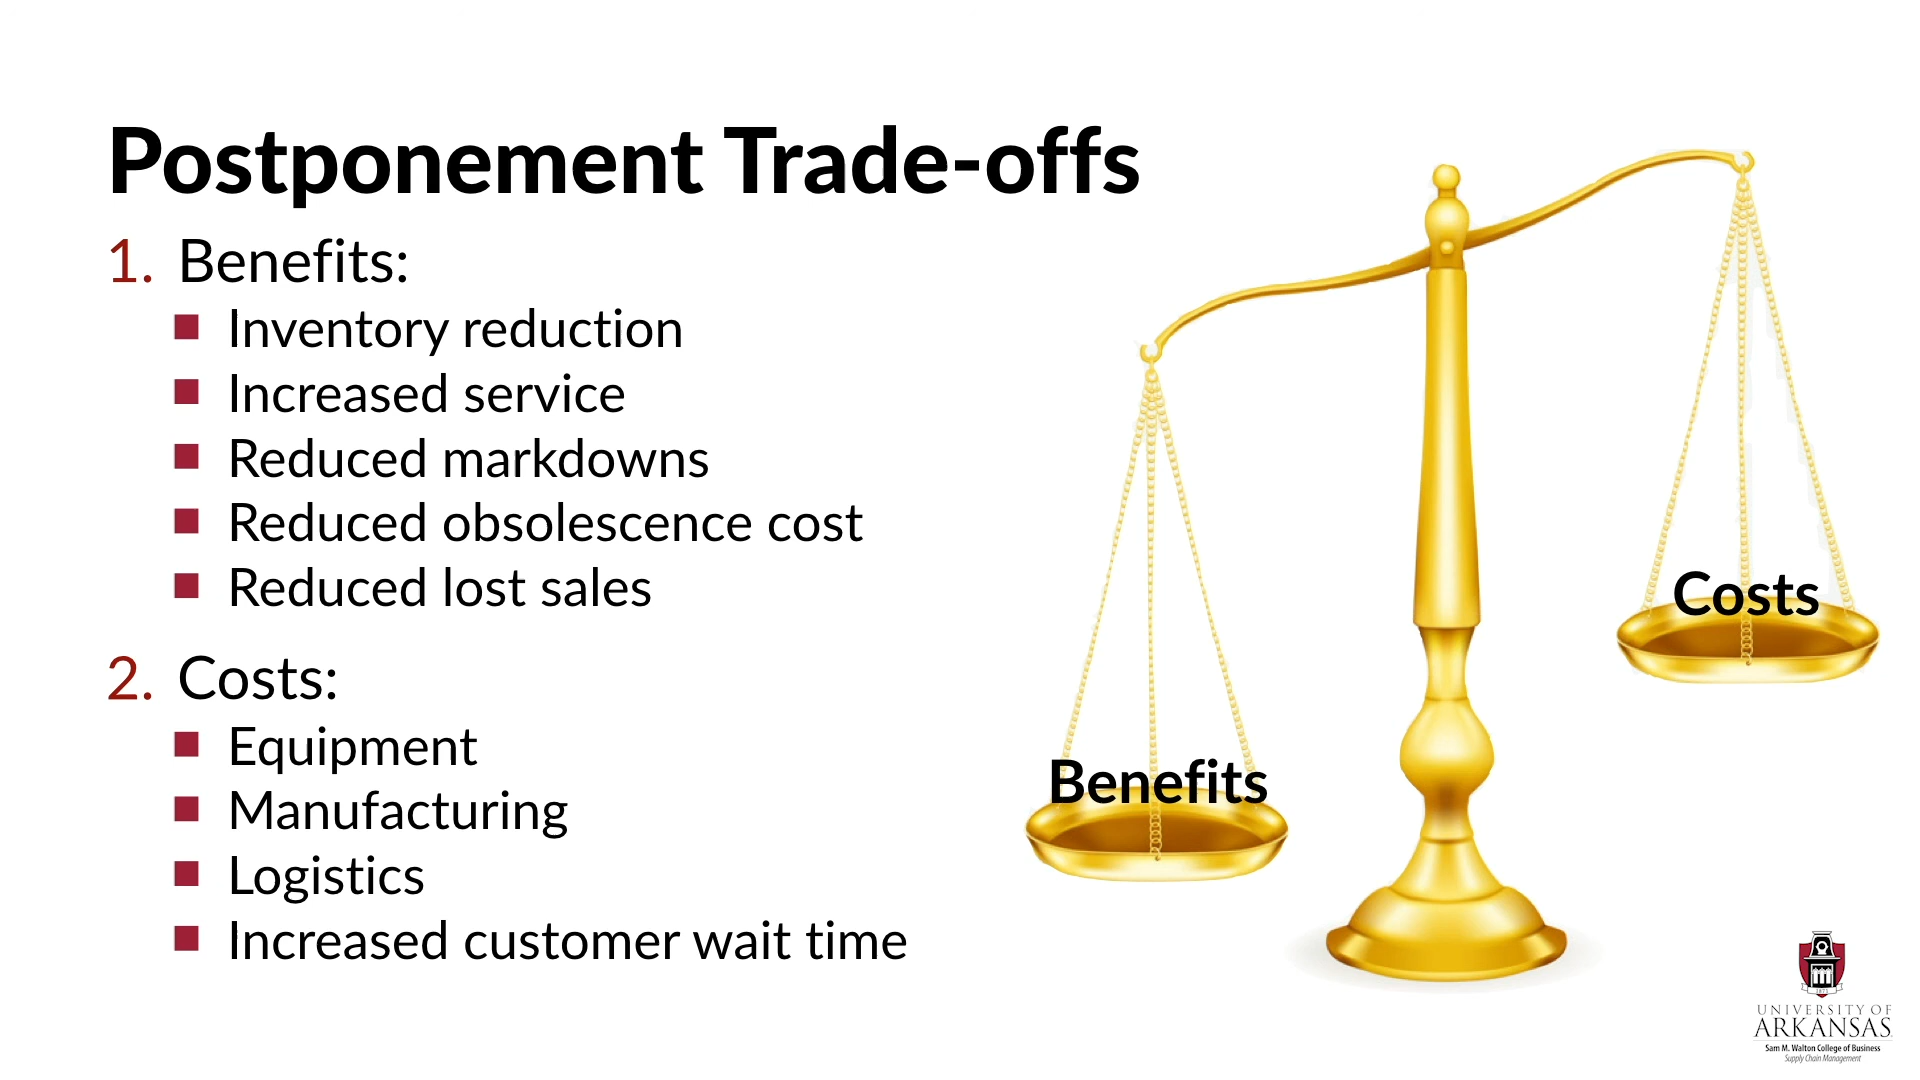 Postponement Trade-offs
1. Benefits:
■ Inventory reduction
■ Increased service
■ Reduced markdowns
■ Reduced obsolescence cost
■ Reduced lost sales
2. Costs:
■ Equipment
■ Manufacturing
■ Logistics
■ Increased customer wait time
Costs
Benefits
1871
UNIVERSITY OF
ARKANSAS
Sam M. Walton College of Business
Supply Chain Management